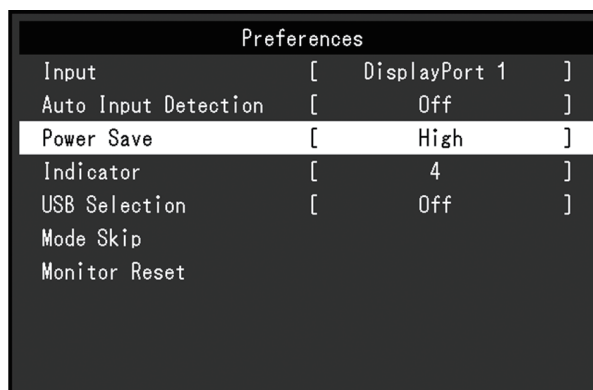 Preferences
Input [ DisplayPort 1 ]
Auto Input Detection [ Off ]
Power Save [ High ]
Indicator [ 4 ]
USB Selection [ Off ]
Mode Skip
Monitor Reset